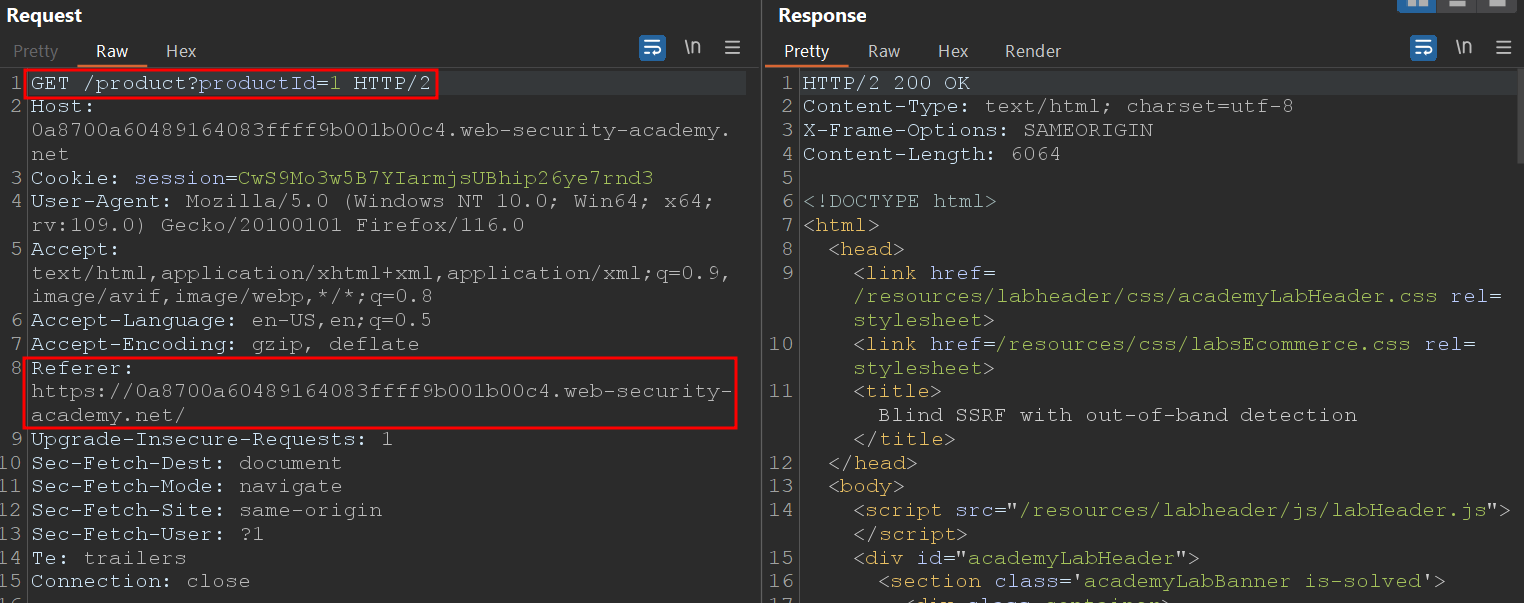 Request
Pretty Raw Hex \n
1 GET /product?productId=1 HTTP/2
2 Host:
0a8700a60489164083ffff9b001b00c4.web-security-academy.
net
3 Cookie: session=CwS9Mo3w5B7YIarmjsUBhip26ye7rnd3
4 User-Agent: Mozilla/5.0 (Windows NT 10.0; Win64; x64;
rv:109.0) Gecko/20100101 Firefox/116.0
5 Accept:
text/html,application/xhtml+xml,application/xml;q=0.9,
image/avif,image/webp,*/*;q=0.8
6 Accept-Language: en-US,en;q=0.5
7 Accept-Encoding: gzip, deflate
8 Referer:
https://0a8700a60489164083ffff9b001b00c4.web-security-
academy.net/
9 Upgrade-Insecure-Requests: 1
10 Sec-Fetch-Dest: document
11 Sec-Fetch-Mode: navigate
12 Sec-Fetch-Site: same-origin
13 Sec-Fetch-User: ?1
14 Te: trailers
15 Connection: close
16
Response
Pretty Raw Hex Render \n
1 HTTP/2 200 OK
2 Content-Type: text/html; charset=utf-8
3 X-Frame-Options: SAMEORIGIN
4 Content-Length: 6064
5
6 <!DOCTYPE html>
7 <html>
8 <head>
9 <link href=
/resources/labheader/css/academyLabHeader.css rel=
stylesheet>
10 <link href=/resources/css/labsEcommerce.css rel=
stylesheet>
11 <title>
Blind SSRF with out-of-band detection
</title>
12 </head>
13 <body>
14 <script src="/resources/labheader/js/labHeader.js">
</script>
15 <div id="academyLabHeader">
16 <section class='academyLabBanner is-solved'>
17 <div class=container>